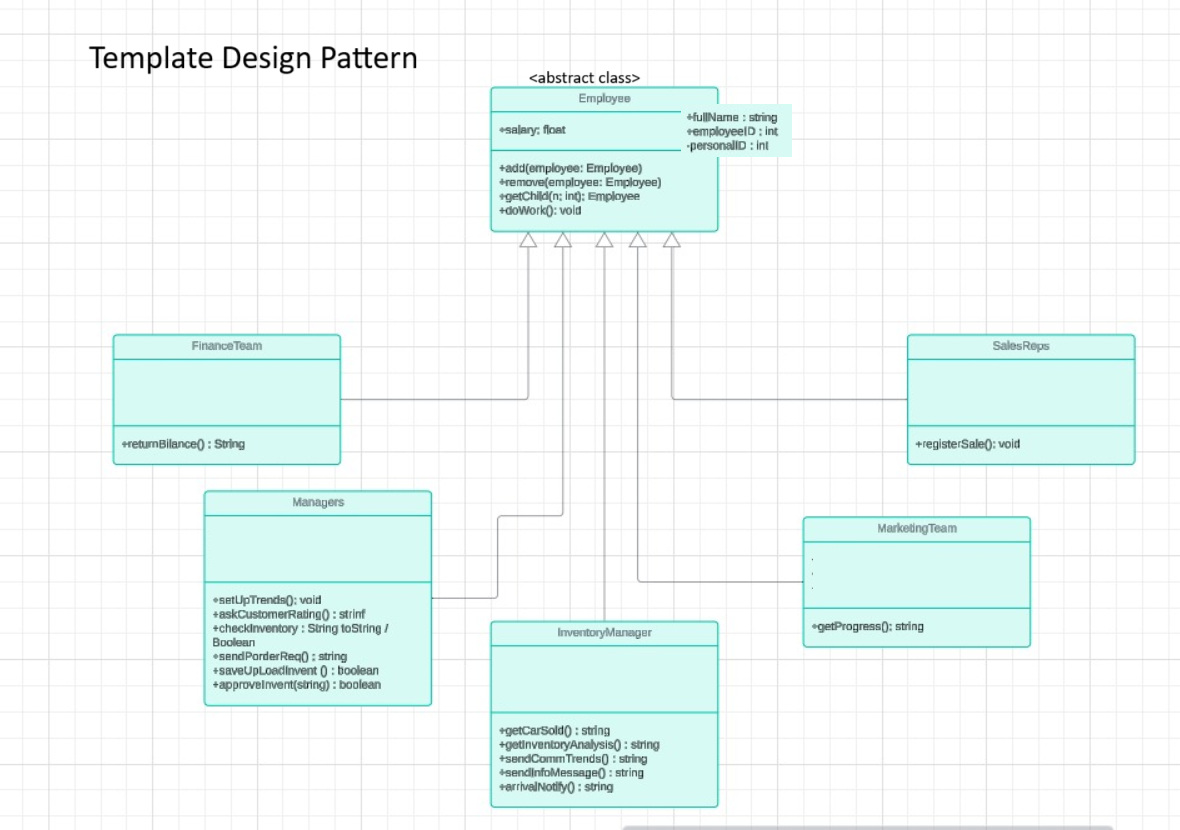 Template Design Pattern
<abstract class>
Employee
+salary; float
+fullName : string
+employeeID : int
-personalID : int
+add(employee: Employee)
+remove(employee: Employee)
+getChild(n; int); Employee
+doWork(): void
FinanceTeam
+returnBilance() : String
SalesReps
+registerSale(); void
Managers
+setUpTrends(); void
+askCustomerRating() : strinf
+checkInventory : String toString /
Boolean
+sendPorderReq() ; string
+saveUpLoadInvent () : boolean
+approveInvent(string) : boolean
MarketingTeam
.
.
.
+getProgress(); string
InventoryManager
+getCarSold() : string
+getInventoryAnalysis() : string
+sendCommTrends() : string
+sendInfoMessage() : string
+arrivalNotify() : string